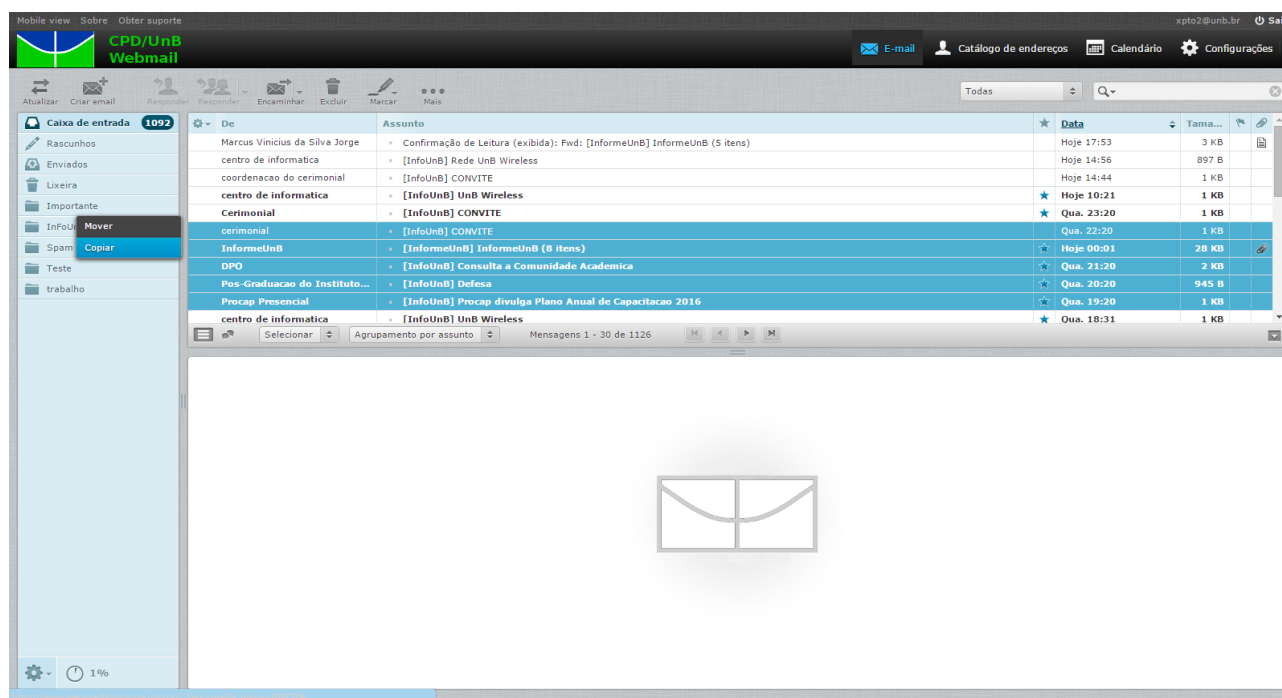 Mobile view Sobre Obter suporte xpto2@unb.br Sai
CPD/UnB
Webmail
E-mail Catálogo de endereços Calendário Configurações
Atualizar Criar email Responder Responder Encaminhar Excluir Marcar Mais Todas
Caixa de entrada 1092 De Assunto Data Tama...
Rascunhos Marcus Vinicius da Silva Jorge Confirmação de Leitura (exibida): Fwd: [InformeUnB] InformeUnB (5 itens) Hoje 17:53 3 KB
Enviados centro de informatica [InfoUnB] Rede UnB Wireless Hoje 14:56 897 B
Lixeira coordenacao do cerimonial [InfoUnB] CONVITE Hoje 14:44 1 KB
Importante centro de informatica [InfoUnB] UnB Wireless Hoje 10:21 1 KB
Cerimonial [InfoUnB] CONVITE Qua. 23:20 1 KB
InFoU Mover cerimonial [InfoUnB] CONVITE Qua. 22:20 1 KB
Spam Copiar InformeUnB [InformeUnB] InformeUnB (8 itens) Hoje 00:01 28 KB
Teste DPO [InfoUnB] Consulta a Comunidade Academica Qua. 21:20 2 KB
trabalho Pos-Graduacao do Instituto... [InfoUnB] Defesa Qua. 20:20 945 B
Procap Presencial [InfoUnB] Procap divulga Plano Anual de Capacitacao 2016 Qua. 19:20 1 KB
centro de informatica [InfoUnB] UnB Wireless Qua. 18:31 1 KB
Selecionar Agrupamento por assunto Mensagens 1 - 30 de 1126
1%